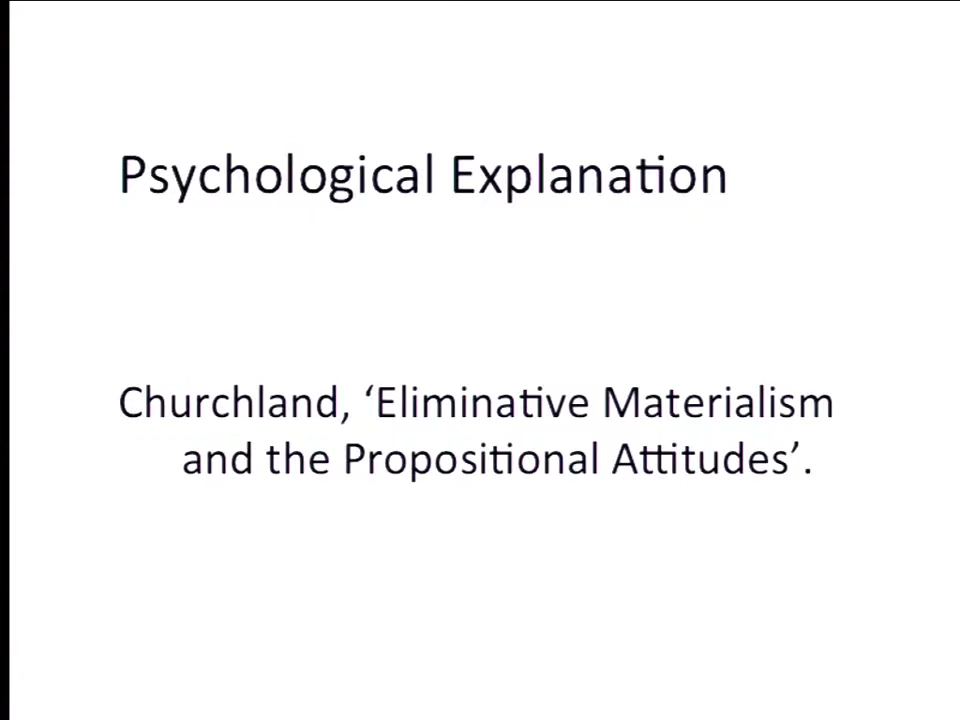 Psychological Explanation
Churchland, ‘Eliminative Materialism
and the Propositional Attitudes’.